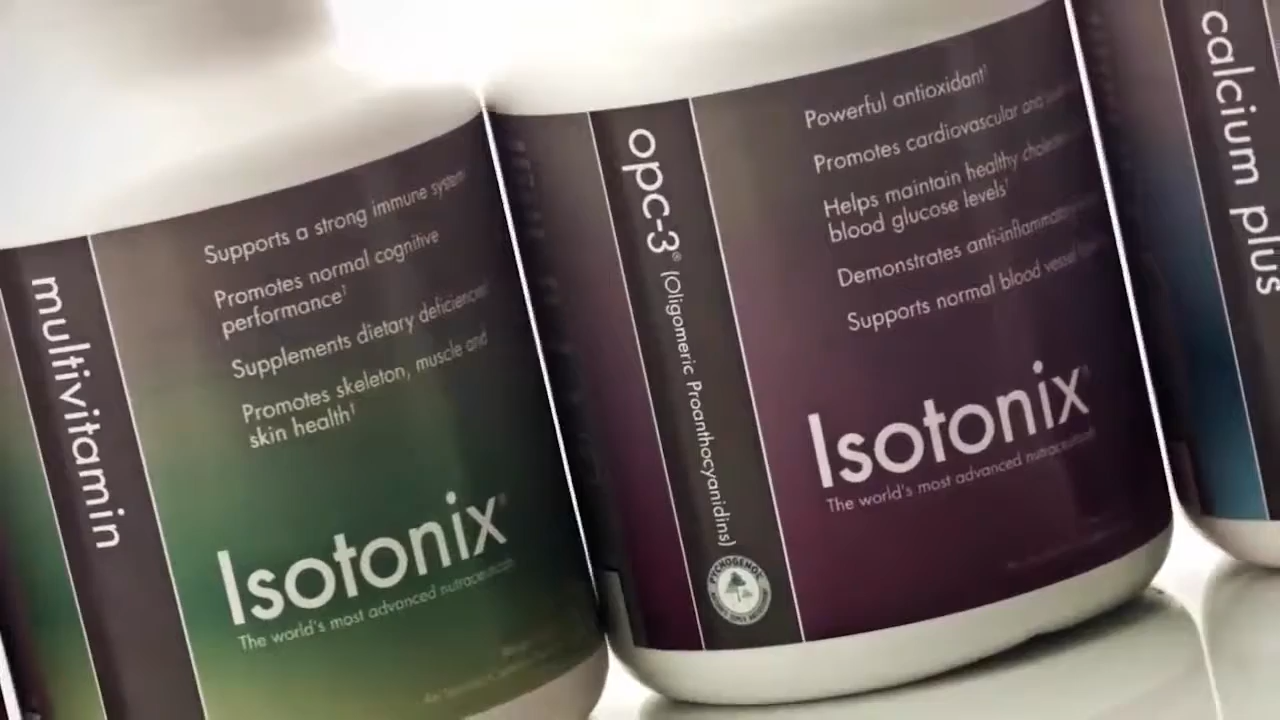 multivitamin
Supports a strong immune system
Promotes normal cognitive
performance†
Supplements dietary deficiencies
Promotes skeleton, muscle and
skin health†
Isotonix®
The world's most advanced nutraceuticals
opc-3® (Oligomeric Proanthocyanidins)
PYCNOGENOL
Powerful antioxidant†
Promotes cardiovascular and
Helps maintain healthy
blood glucose levels†
Demonstrates anti-inflammatory
Supports normal blood vessel
Isotonix®
The world's most advanced nutraceuticals
calcium plus